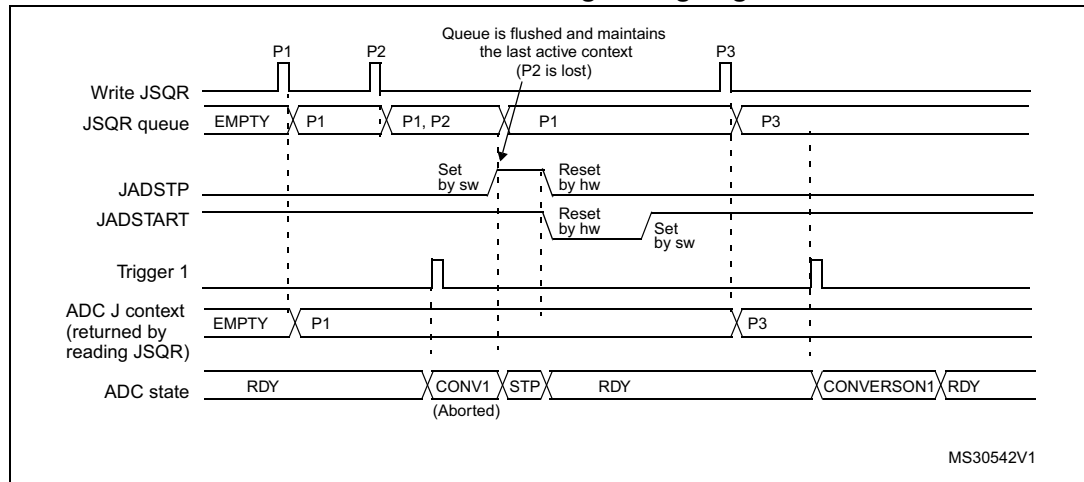 Queue is flushed and maintains
the last active context
(P2 is lost)
P1 P2 P3
Write JSQR
JSQR queue EMPTY P1 P1, P2 P1 P3
Set
by sw
Reset
by hw
JADSTP
JADSTART
Reset
by hw
Set
by sw
Trigger 1
ADC J context
(returned by
reading JSQR)
EMPTY P1 P3
ADC state RDY CONV1 STP RDY CONVERSON1 RDY
(Aborted)
MS30542V1